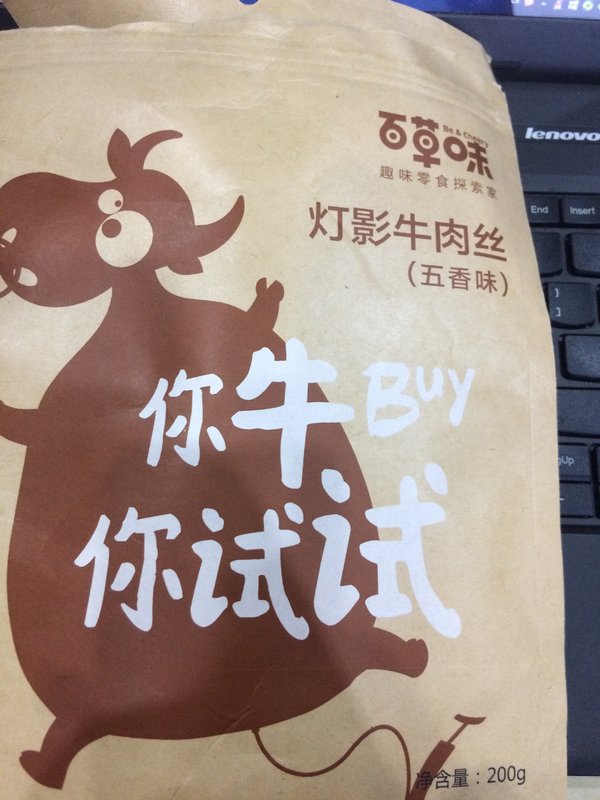 百草味
Be & Cheery
趣味零食探索家
灯影牛肉丝
(五香味)
你牛Buy
你试试
净含量：200g
lenovo
End
Insert